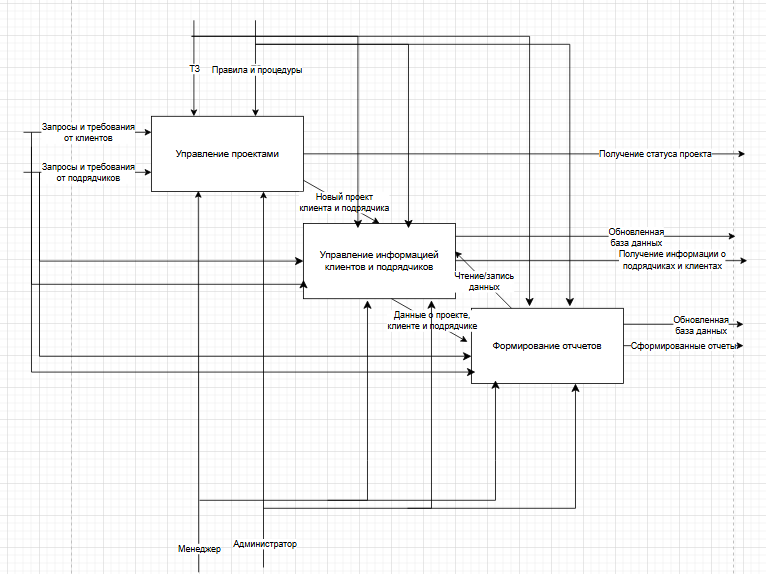 ТЗ
Правила и процедуры
Запросы и требования
от клиентов
Управление проектами
Получение статуса проекта
Запросы и требования
от подрядчиков
Новый проект
клиента и подрядчика
Обновленная
база данных
Управление информацией
клиентов и подрядчиков
Получение информации о
подрядчиках и клиентах
Чтение/запись
данных
Данные о проекте,
клиенте и подрядчике
Обновленная
база данных
Формирование отччетов
Сформированные отчеты
Менеджер
Администратор